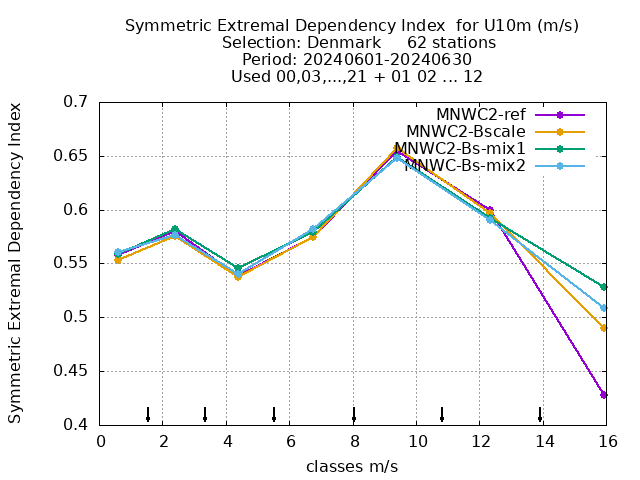 Symmetric Extremal Dependency Index  for U10m (m/s)
Selection: Denmark     62 stations
Period: 20240601-20240630
Used 00,03,...,21 + 01 02 ... 12
Symmetric Extremal Dependency Index
0.7
0.65
0.6
0.55
0.5
0.45
0.4
MNWC2-ref
MNWC2-Bscale
MNWC2-Bs-mix1
MNWC-Bs-mix2
0 2 4 6 8 10 12 14 16
classes m/s